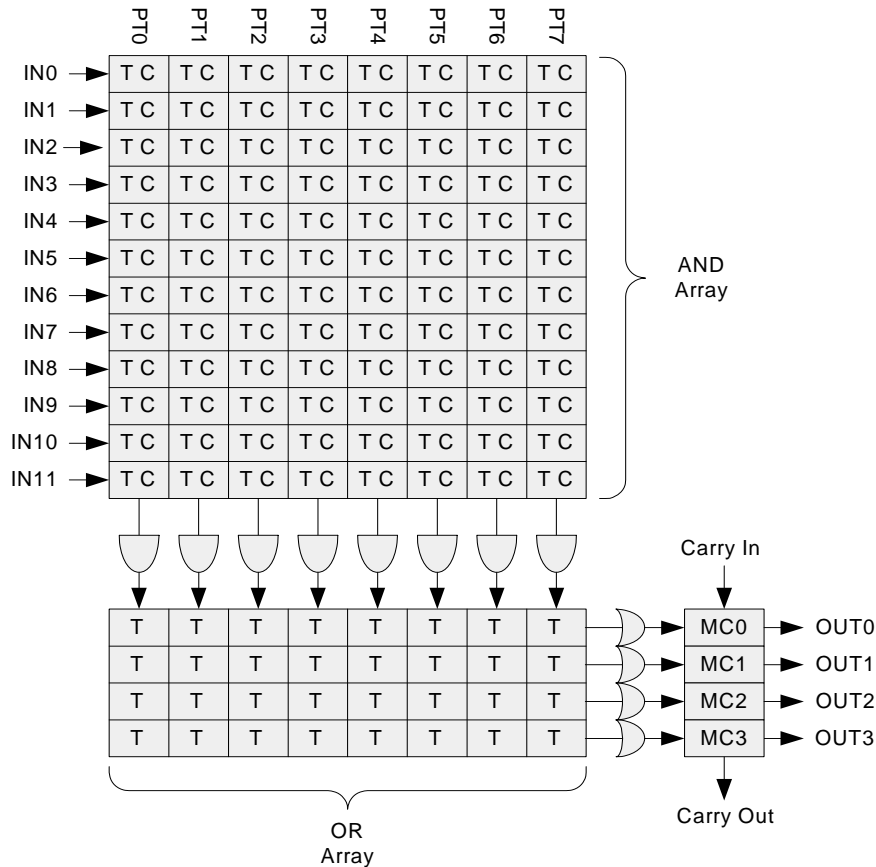 PT0 PT1 PT2 PT3 PT4 PT5 PT6 PT7
IN0 T C T C T C T C T C T C T C T C
IN1 T C T C T C T C T C T C T C T C
IN2 T C T C T C T C T C T C T C T C
IN3 T C T C T C T C T C T C T C T C
IN4 T C T C T C T C T C T C T C T C
IN5 T C T C T C T C T C T C T C T C
IN6 T C T C T C T C T C T C T C T C
IN7 T C T C T C T C T C T C T C T C
IN8 T C T C T C T C T C T C T C T C
IN9 T C T C T C T C T C T C T C T C
IN10 T C T C T C T C T C T C T C T C
IN11 T C T C T C T C T C T C T C T C
AND
Array
Carry In
T T T T T T T T MC0 OUT0
T T T T T T T T MC1 OUT1
T T T T T T T T MC2 OUT2
T T T T T T T T MC3 OUT3
Carry Out
OR
Array